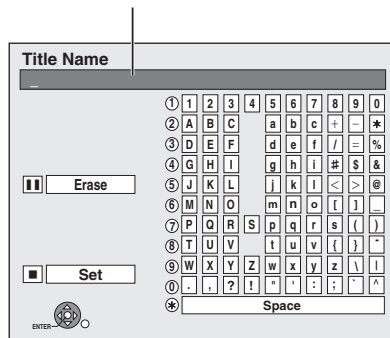 Title Name
_
① 1 2 3 4 5 6 7 8 9 0
② A B C a b c + − *
③ D E F d e f / = %
④ G H I g h i # $ &
Erase
⑤ J K L j k l < > @
⑥ M N O m n o [ ] _
⑦ P Q R S p q r s ( )
⑧ T U V t u v { } ~
Set
⑨ W X Y Z w x y z \ |
⓪ . , ? ! " ' : ; ` ^
ENTER
✱ Space